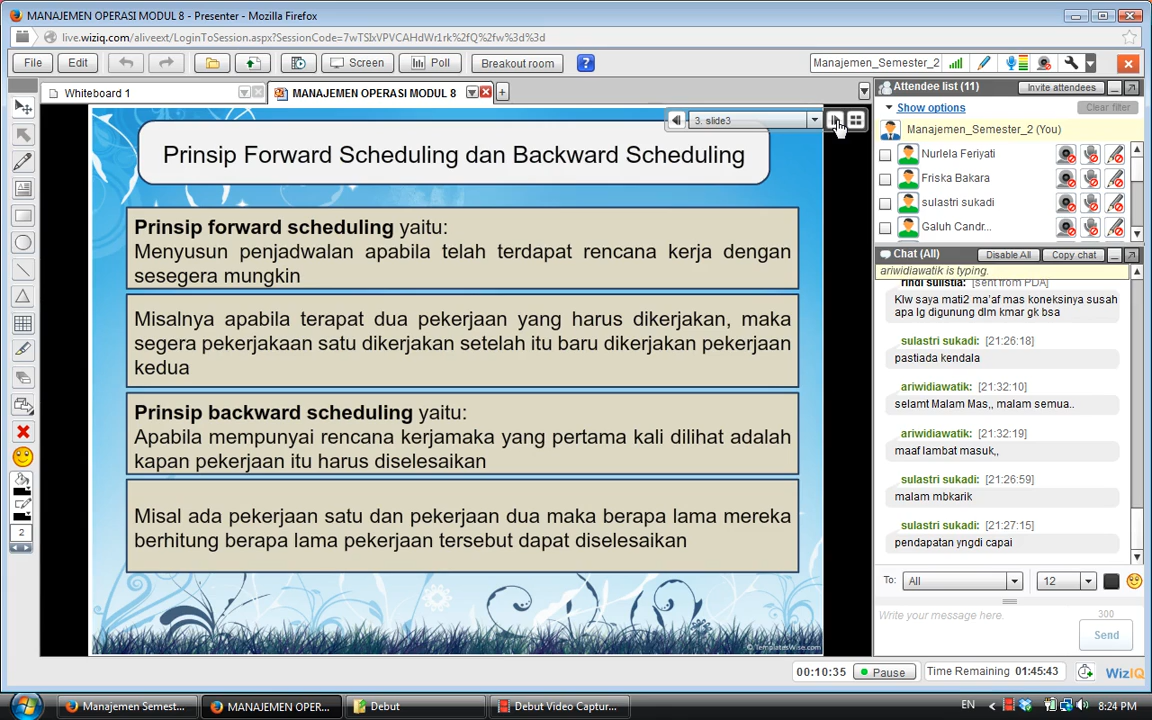 MANAJEMEN OPERASI MODUL 8 - Presenter - Mozilla Firefox
live.wiziq.com/aliveext/LoginToSession.aspx?SessionCode=7wTSIxVPVCAHdWr1rk%2fQ%2fw%3d%3d
File Edit Screen Poll Breakout room ? Manajemen_Semester_2
Whiteboard 1 MANAJEMEN OPERASI MODUL 8
3. slide3
Prinsip Forward Scheduling dan Backward Scheduling
Prinsip forward scheduling yaitu:
Menyusun penjadwalan apabila telah terdapat rencana kerja dengan
sesegera mungkin
Misalnya apabila terapat dua pekerjaan yang harus dikerjakan, maka
segera pekerjakaan satu dikerjakan setelah itu baru dikerjakan pekerjaan
kedua
Prinsip backward scheduling yaitu:
Apabila mempunyai rencana kerjamaka yang pertama kali dilihat adalah
kapan pekerjaan itu harus diselesaikan
Misal ada pekerjaan satu dan pekerjaan dua maka berapa lama mereka
berhitung berapa lama pekerjaan tersebut dapat diselesaikan
© TemplatesWise.com
2
Attendee list (11) Invite attendees
Show options Clear filter
Manajemen_Semester_2 (You)
Nurlela Feriyati
Friska Bakara
sulastri sukadi
Galuh Candr...
Chat (All) Disable All Copy chat
ariwidiawatik is typing.
rindi sulistia: [sent from PDA]
Klw saya mati2 ma'af mas koneksinya susah
apa lg digunung dlm kmar gk bsa
sulastri sukadi: [21:26:18]
pastiada kendala
ariwidiawatik: [21:32:10]
selamt Malam Mas,, malam semua..
ariwidiawatik: [21:32:19]
maaf lambat masuk,,
sulastri sukadi: [21:26:59]
malam mbkarik
sulastri sukadi: [21:27:15]
pendapatan yngdi capai
To: All 12
Write your message here. 300
Send
00:10:35 Pause Time Remaining 01:45:43 WizIQ
Manajemen Semest... MANAJEMEN OPER... Debut Debut Video Captur... EN 8:24 PM